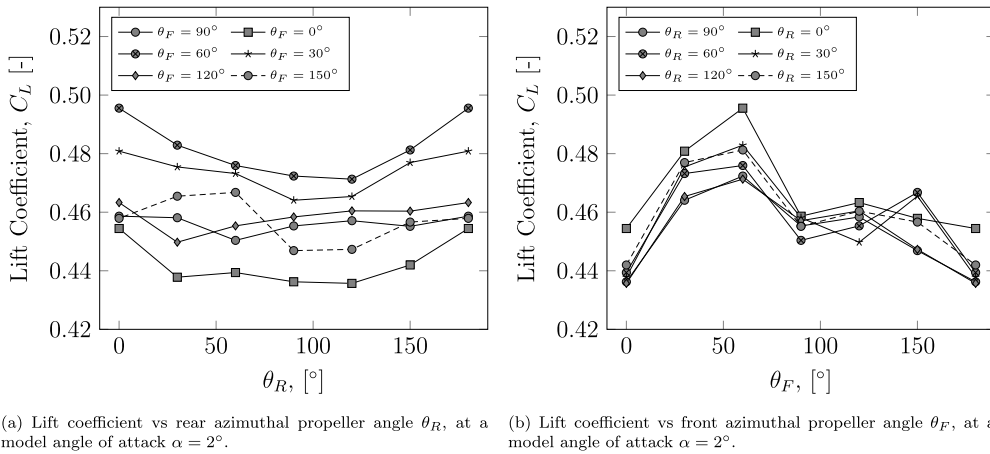 0.52
0.50
0.48
0.46
0.44
0.42
Lift Coefficient, C_L [-]
θ_F = 90° θ_F = 0°
θ_F = 60° θ_F = 30°
θ_F = 120° θ_F = 150°
0 50 100 150
θ_R, [°]
(a) Lift coefficient vs rear azimuthal propeller angle θ_R, at a
model angle of attack α = 2°.
0.52
0.50
0.48
0.46
0.44
0.42
Lift Coefficient, C_L [-]
θ_R = 90° θ_R = 0°
θ_R = 60° θ_R = 30°
θ_R = 120° θ_R = 150°
0 50 100 150
θ_F, [°]
(b) Lift coefficient vs front azimuthal propeller angle θ_F, at a
model angle of attack α = 2°.